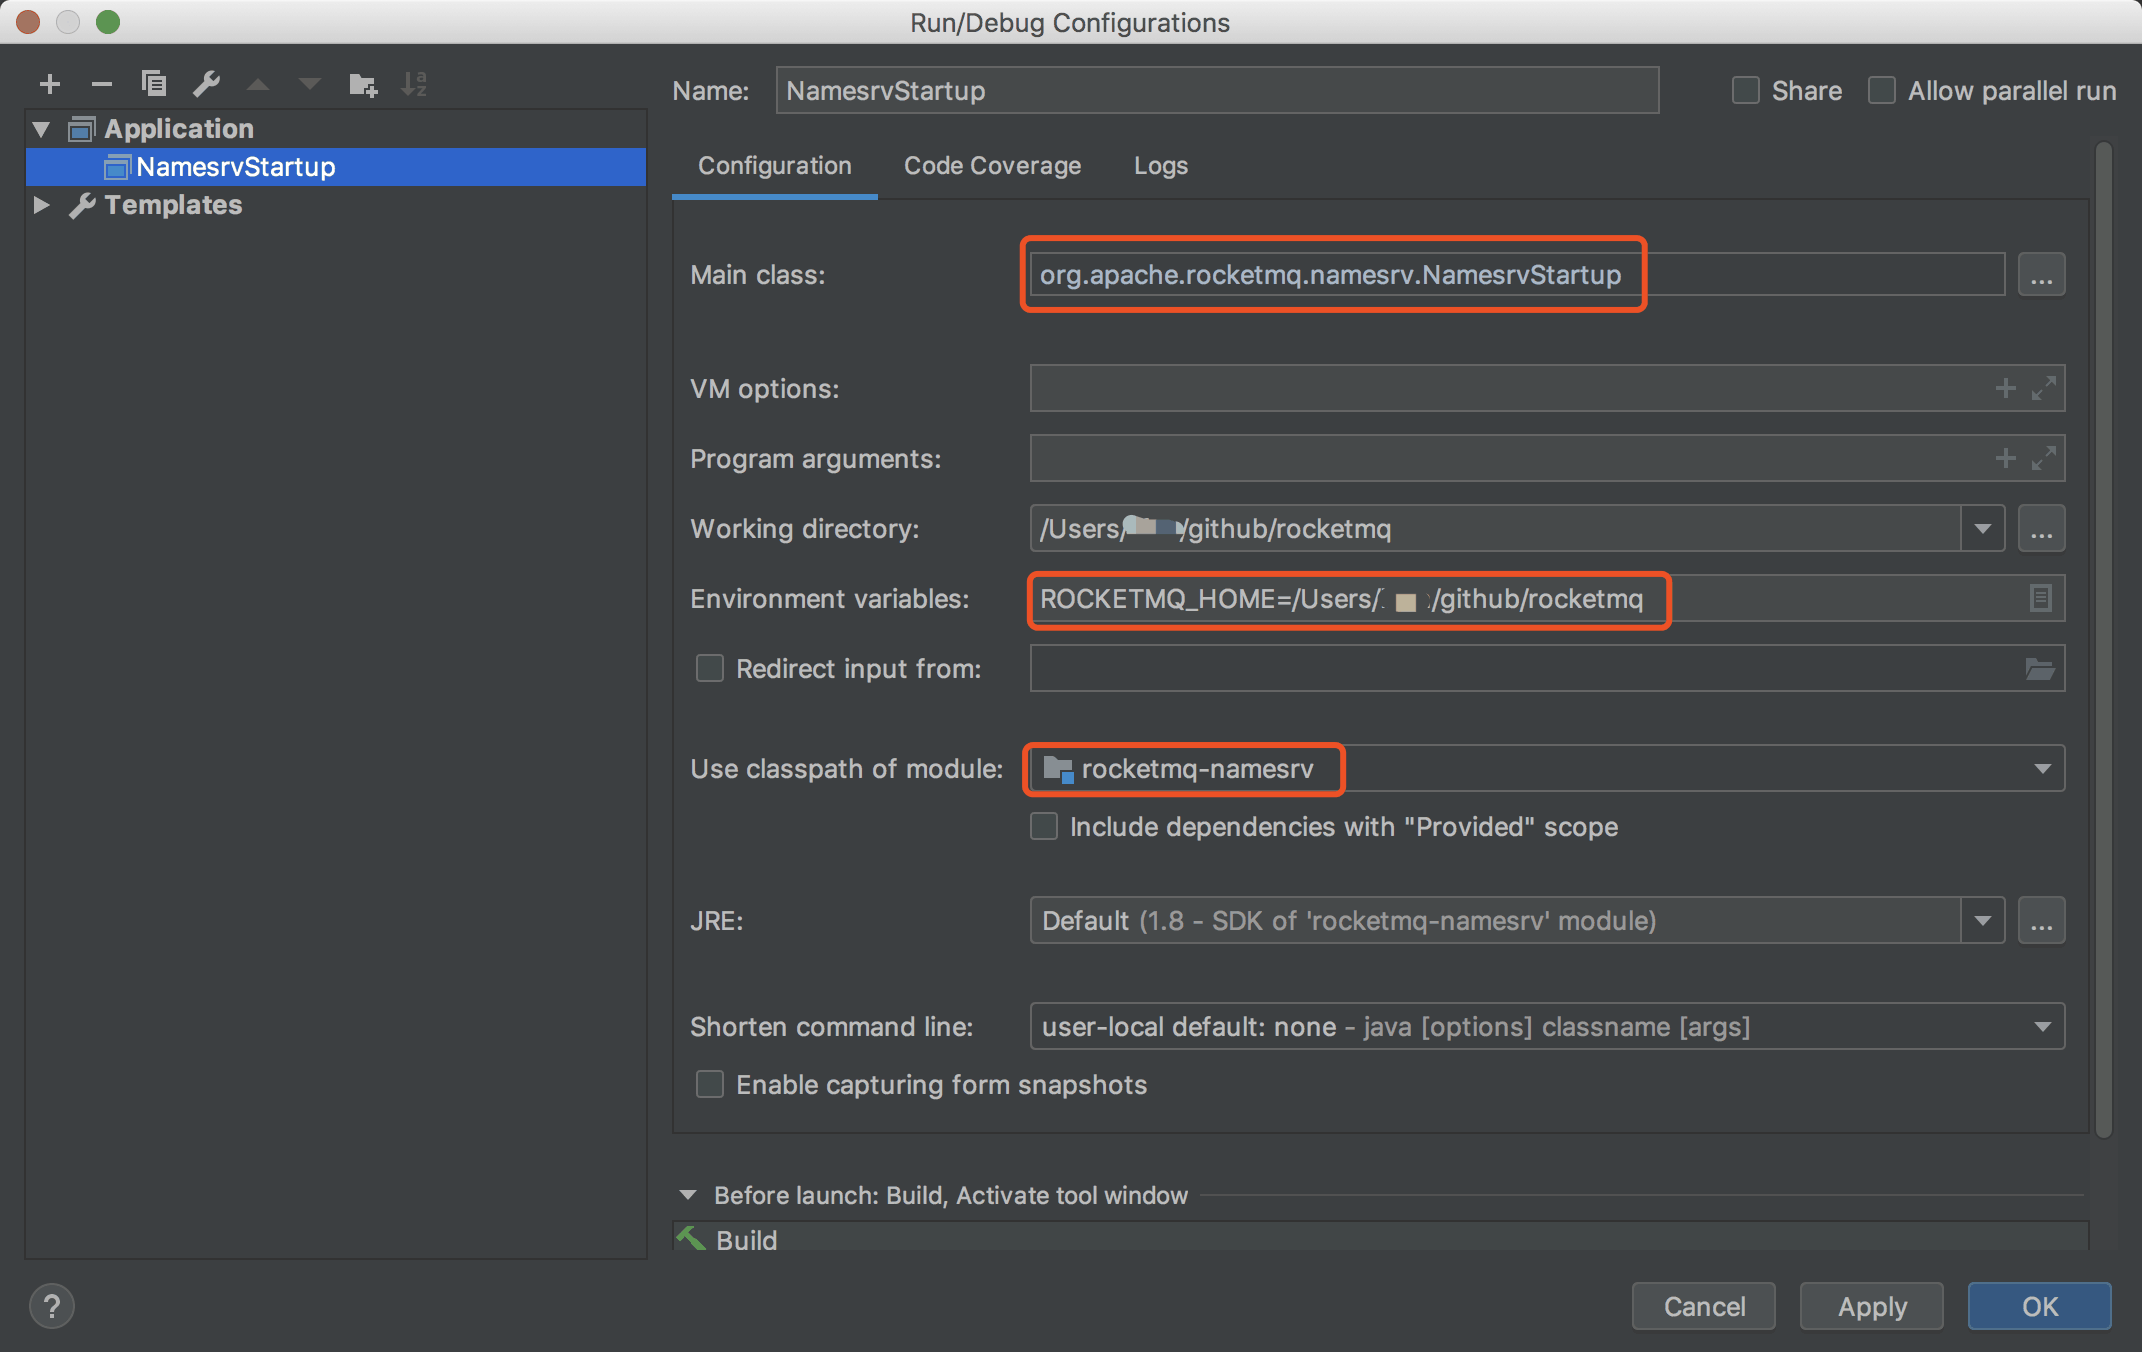 Run/Debug Configurations
Name: NamesrvStartup Share Allow parallel run
Application
NamesrvStartup
Templates
Configuration Code Coverage Logs
Main class: org.apache.rocketmq.namesrv.NamesrvStartup ...
VM options:
Program arguments:
Working directory: /Users/ /github/rocketmq ...
Environment variables: ROCKETMQ_HOME=/Users/ /github/rocketmq
Redirect input from:
Use classpath of module: rocketmq-namesrv
Include dependencies with "Provided" scope
JRE: Default (1.8 - SDK of 'rocketmq-namesrv' module) ...
Shorten command line: user-local default: none - java [options] classname [args]
Enable capturing form snapshots
Before launch: Build, Activate tool window
Build
? Cancel Apply OK